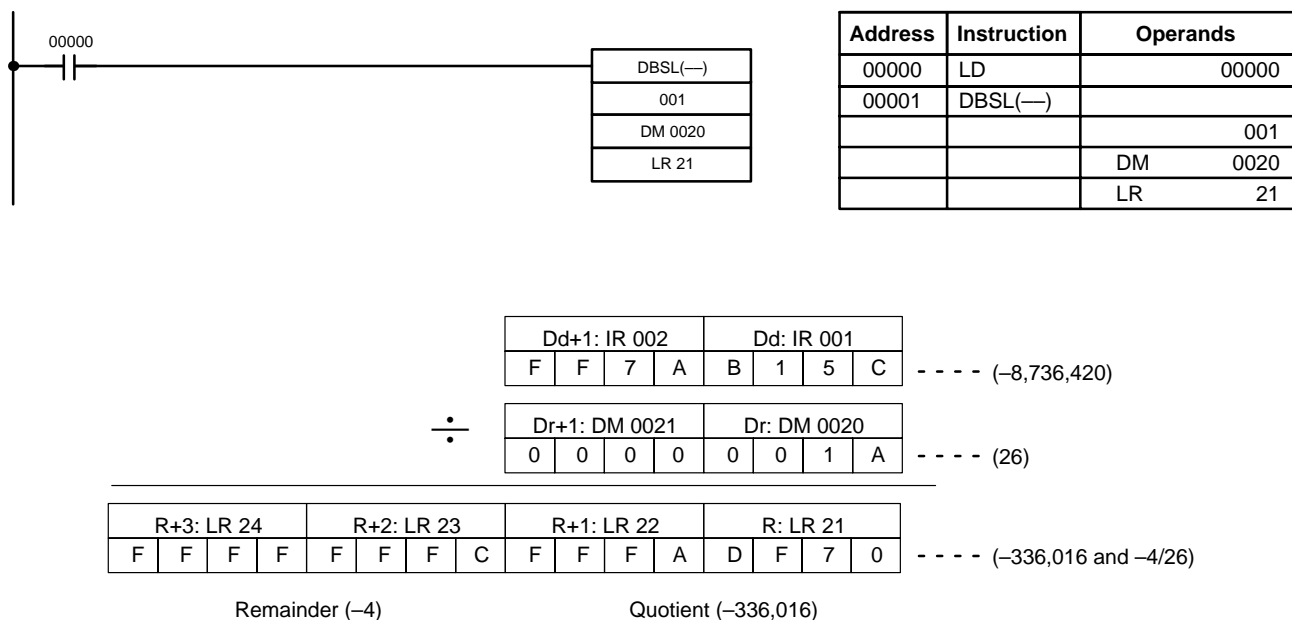 00000
DBSL(––)
001
DM 0020
LR 21
Address Instruction Operands
00000 LD 00000
00001 DBSL(––)
001
DM 0020
LR 21
Dd+1: IR 002 Dd: IR 001
F F 7 A B 1 5 C - - - - (–8,736,420)
÷ Dr+1: DM 0021 Dr: DM 0020
0 0 0 0 0 0 1 A - - - - (26)
R+3: LR 24 R+2: LR 23 R+1: LR 22 R: LR 21
F F F F F F F C F F F A D F 7 0 - - - - (–336,016 and –4/26)
Remainder (–4) Quotient (–336,016)